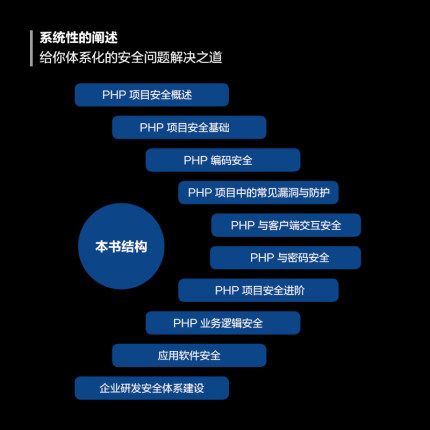 系统性的阐述
给你体系化的安全问题解决之道
PHP 项目安全概述
PHP 项目安全基础
PHP 编码安全
PHP 项目中的常见漏洞与防护
PHP 与客户端交互安全
本书结构
PHP 与密码安全
PHP 项目安全进阶
PHP 业务逻辑安全
应用软件安全
企业研发安全体系建设